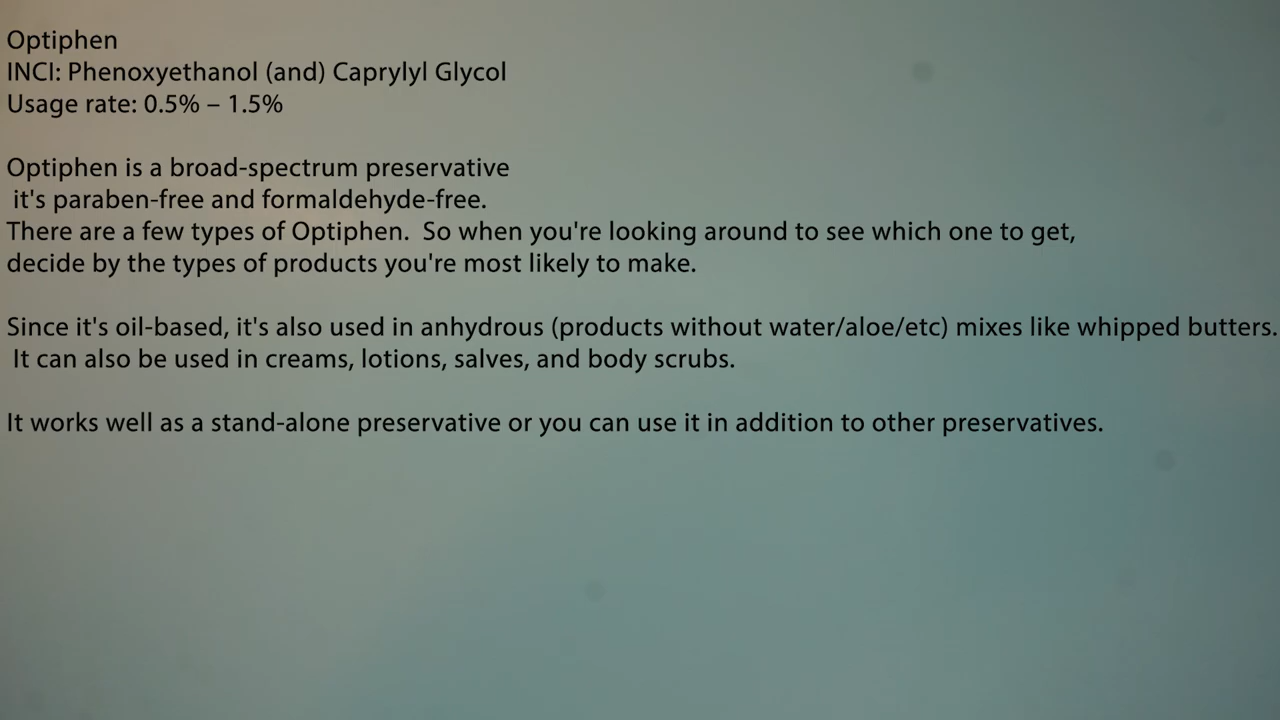 Optiphen
INCI: Phenoxyethanol (and) Caprylyl Glycol
Usage rate: 0.5% – 1.5%
Optiphen is a broad-spectrum preservative
it's paraben-free and formaldehyde-free.
There are a few types of Optiphen.  So when you're looking around to see which one to get,
decide by the types of products you're most likely to make.
Since it's oil-based, it's also used in anhydrous (products without water/aloe/etc) mixes like whipped butters.
It can also be used in creams, lotions, salves, and body scrubs.
It works well as a stand-alone preservative or you can use it in addition to other preservatives.